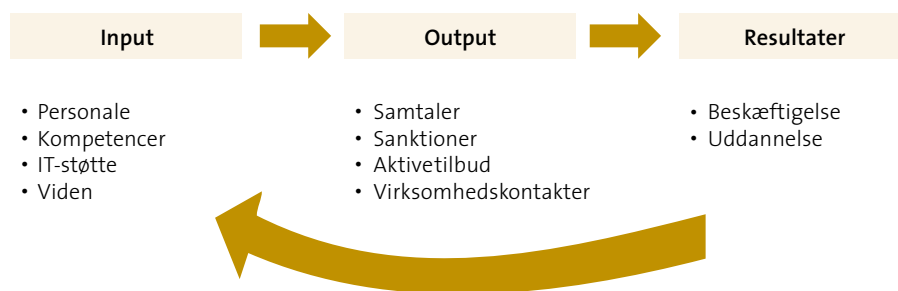 Input
Output
Resultater
• Personale
• Kompetencer
• IT-støtte
• Viden
• Samtaler
• Sanktioner
• Aktivetilbud
• Virksomhedskontakter
• Beskæftigelse
• Uddannelse